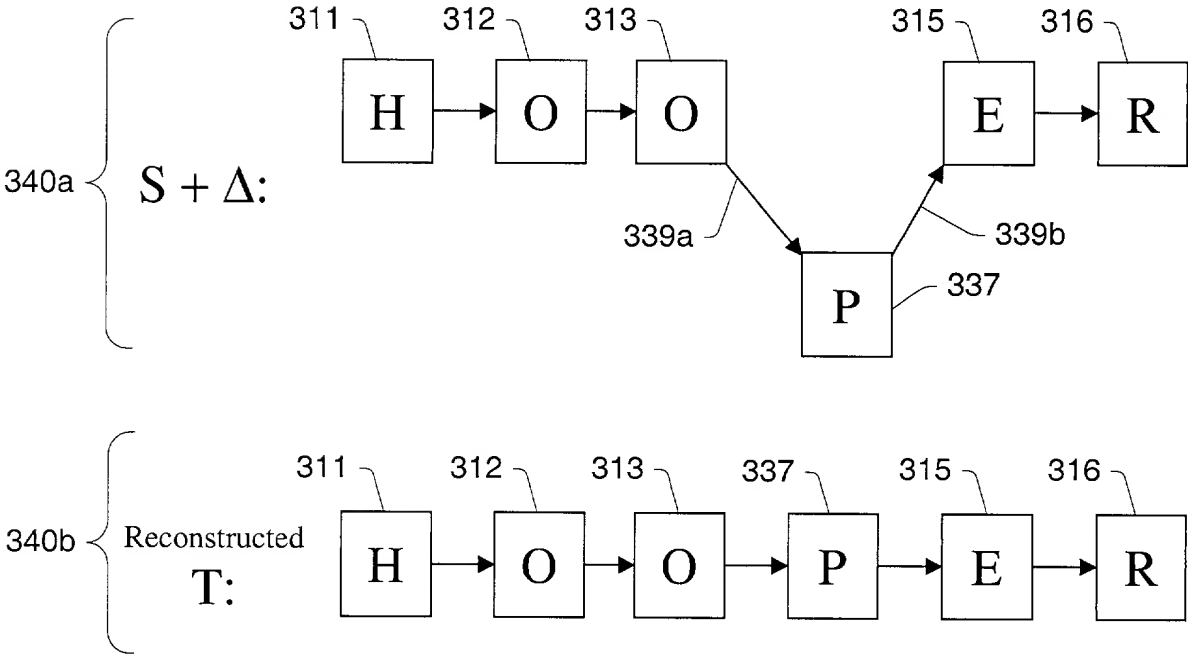 311 312 313 315 316
H O O E R
340a S + Δ:
339a 339b
P 337
311 312 313 337 315 316
340b Reconstructed
T: H O O P E R